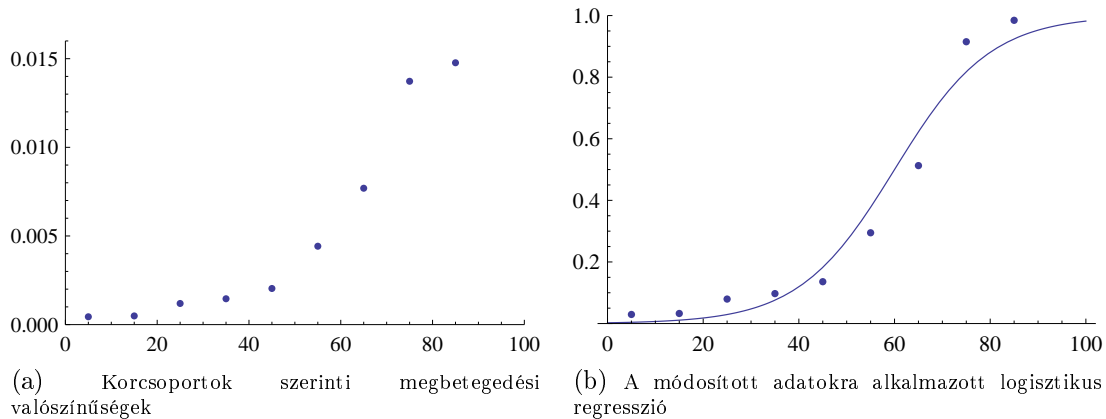 0.015
0.010
0.005
0.000
0 20 40 60 80 100
(a) Korcsoportok szerinti megbetegedési
valószínűségek
1.0
0.8
0.6
0.4
0.2
0 20 40 60 80 100
(b) A módosított adatokra alkalmazott logisztikus
regresszió